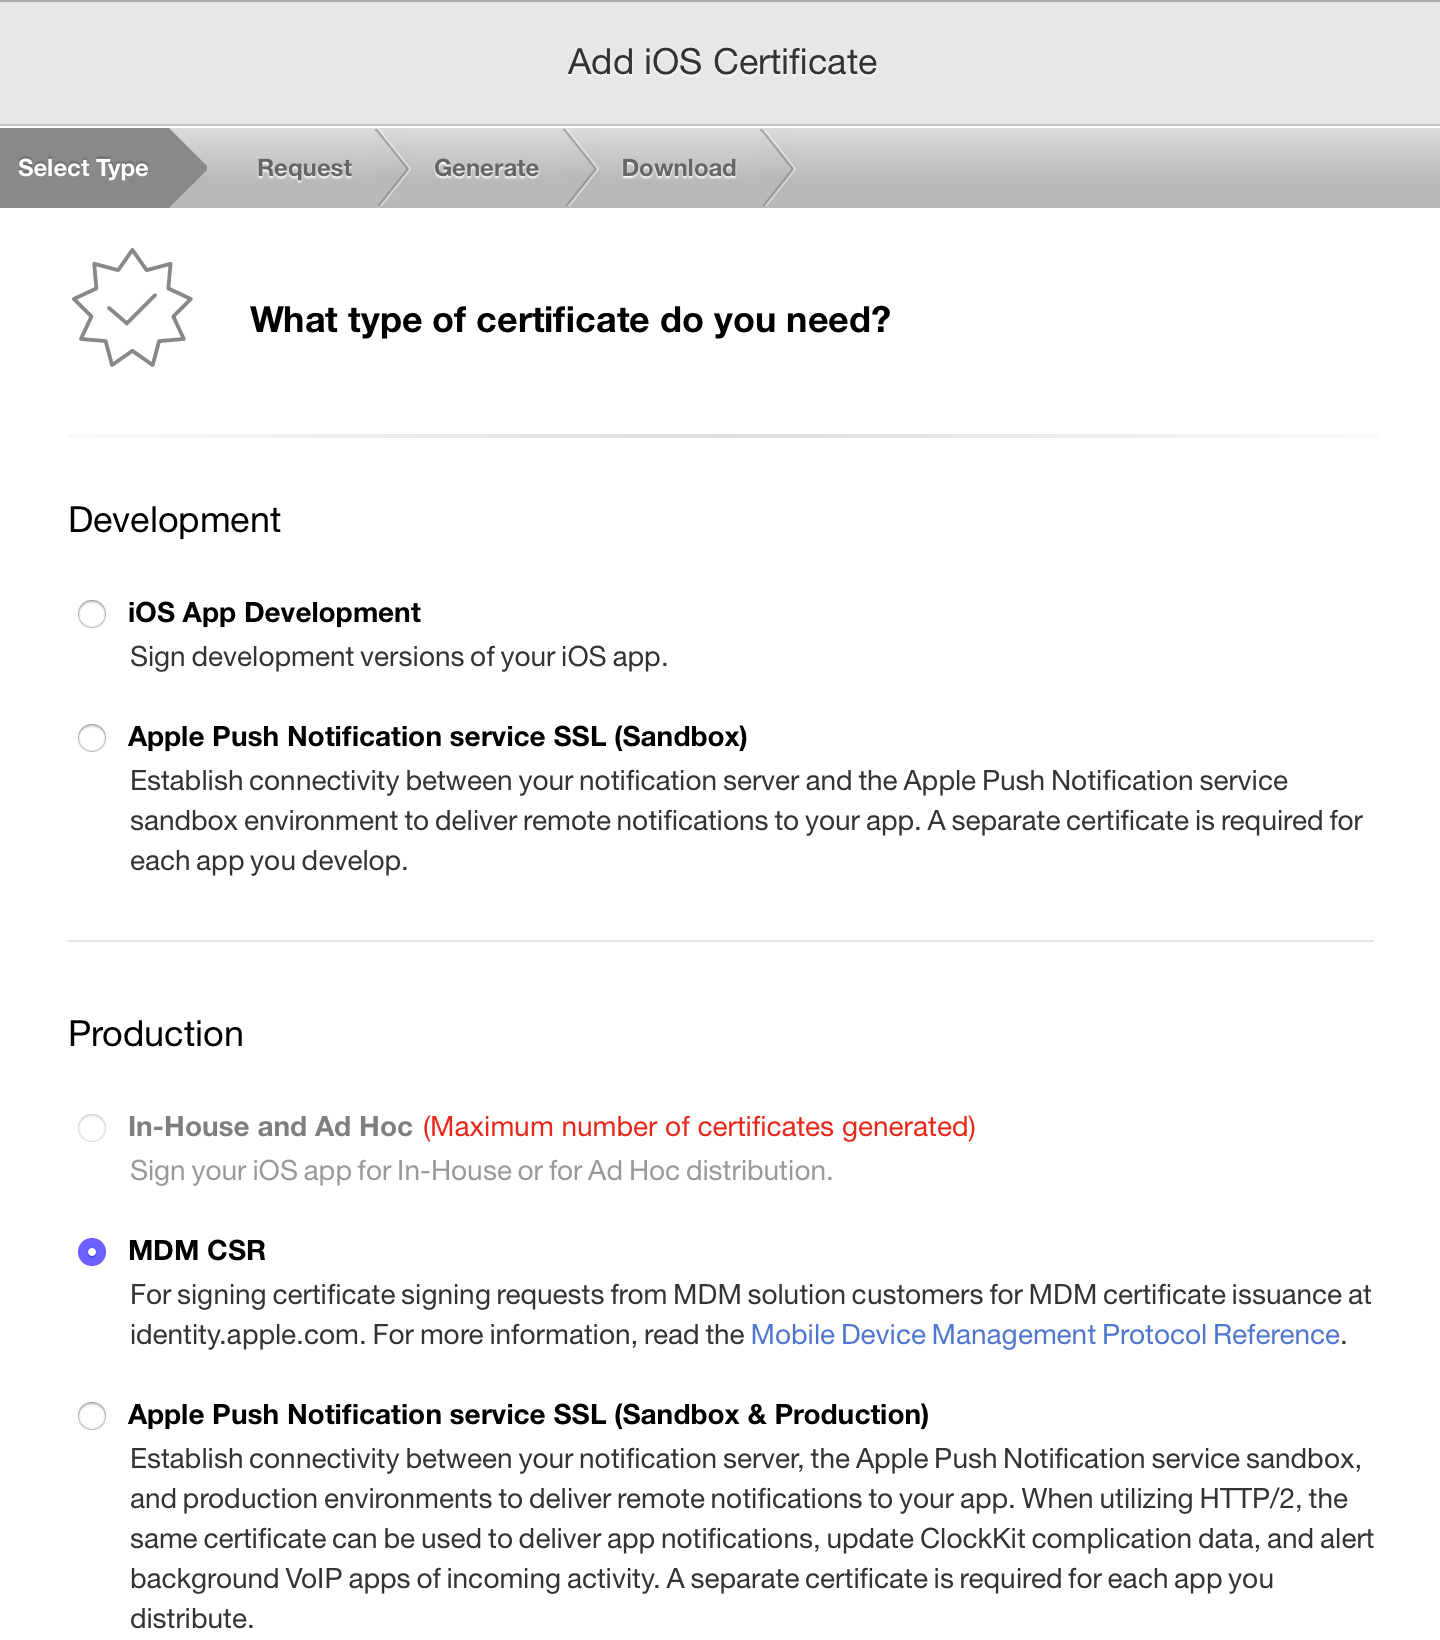 Add iOS Certificate
Select Type
Request
Generate
Download
What type of certificate do you need?
Development
iOS App Development
Sign development versions of your iOS app.
Apple Push Notification service SSL (Sandbox)
Establish connectivity between your notification server and the Apple Push Notification service
sandbox environment to deliver remote notifications to your app. A separate certificate is required for
each app you develop.
Production
In-House and Ad Hoc (Maximum number of certificates generated)
Sign your iOS app for In-House or for Ad Hoc distribution.
MDM CSR
For signing certificate signing requests from MDM solution customers for MDM certificate issuance at
identity.apple.com. For more information, read the Mobile Device Management Protocol Reference.
Apple Push Notification service SSL (Sandbox & Production)
Establish connectivity between your notification server, the Apple Push Notification service sandbox,
and production environments to deliver remote notifications to your app. When utilizing HTTP/2, the
same certificate can be used to deliver app notifications, update ClockKit complication data, and alert
background VoIP apps of incoming activity. A separate certificate is required for each app you
distribute.